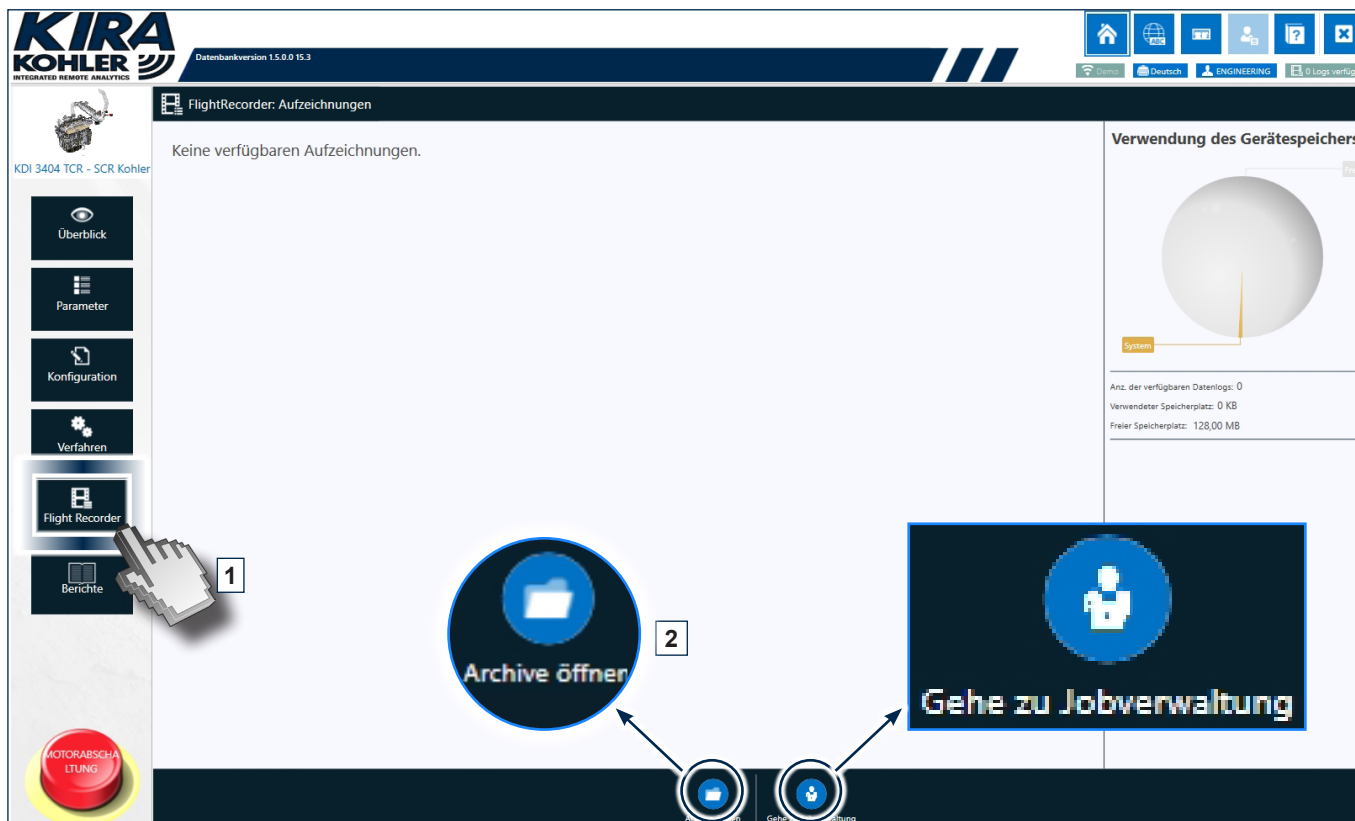 KIRA
KOHLER
INTEGRATED REMOTE ANALYTICS
Datenbankversion 1.5.0.0 15.3
ABC
?
Demo
Deutsch
ENGINEERING
0 Logs verfüg
KDI 3404 TCR - SCR Kohler
FlightRecorder: Aufzeichnungen
Keine verfügbaren Aufzeichnungen.
Verwendung des Gerätespeichers
System
Anz. der verfügbaren Datenlogs: 0
Verwendeter Speicherplatz: 0 KB
Freier Speicherplatz: 128,00 MB
Überblick
Parameter
Konfiguration
Verfahren
Flight Recorder
1
Berichte
Archive öffnen
2
Gehe zu Jobverwaltung
MOTORABSCHA
LTUNG